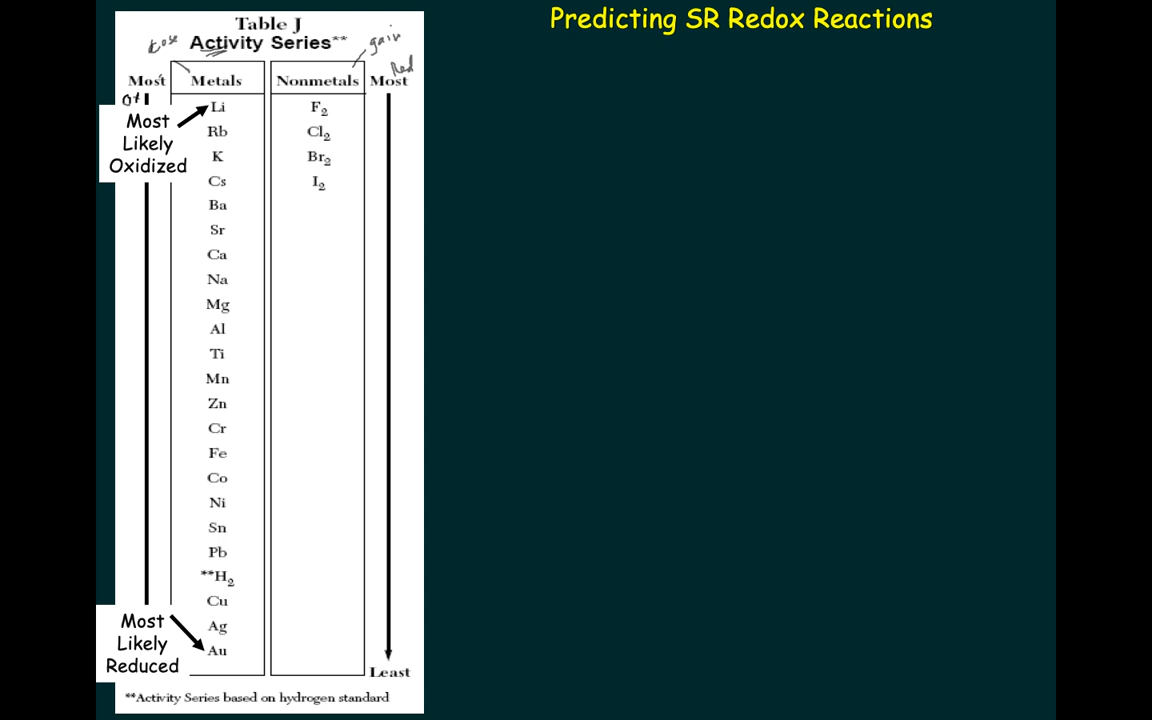 Predicting SR Redox Reactions
Table J
Activity Series**
lose
gain
Red
Most
Metals
Nonmetals
Most
ox
Most
Likely
Oxidized
Li
F2
Rb
Cl2
K
Br2
Cs
I2
Ba
Sr
Ca
Na
Mg
Al
Ti
Mn
Zn
Cr
Fe
Co
Ni
Sn
Pb
**H2
Cu
Ag
Au
Most
Likely
Reduced
Least
**Activity Series based on hydrogen standard